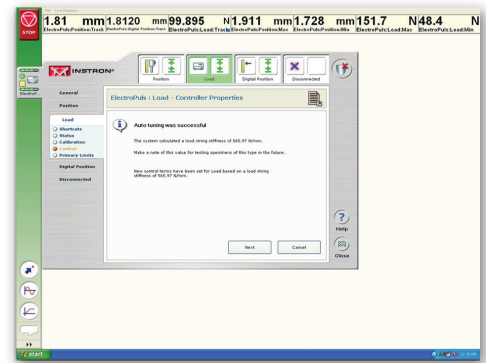 STOP
1.81 mm 1.8120 mm 99.895 N 1.911 mm 1.728 mm 151.7 N 48.4 N
ElectroPuls:Position:Track ElectroPuls:Digital Position:Track ElectroPuls:Load:Track ElectroPuls:Position:Max ElectroPuls:Position:Min ElectroPuls:Load:Max ElectroPuls:Load:Min
INSTRON®
Position Load Digital Position Disconnected
General
Position
Load
Shortcuts
Status
Calibration
Control
Primary Limits
Digital Position
Disconnected
ElectroPuls : Load - Controller Properties
Auto tuning was successful
The system calculated a load string stiffness of 565.97 N/mm.
Make a note of this value for testing specimens of this type in the future.
New control terms have been set for Load based on a load string
stiffness of 565.97 N/mm.
Next Cancel
Help
Close
start